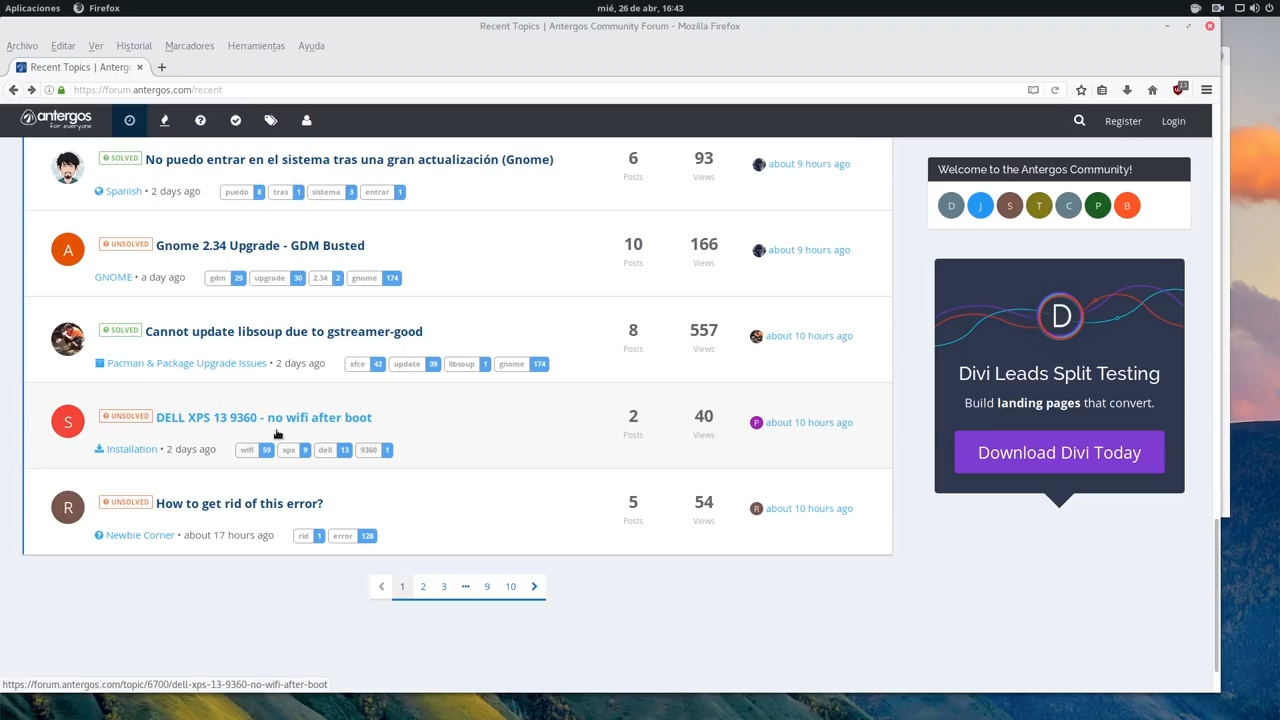 Aplicaciones Firefox mié, 26 de abr, 16:43
Recent Topics | Antergos Community Forum - Mozilla Firefox
Archivo Editar Ver Historial Marcadores Herramientas Ayuda
Recent Topics | Anterg
https://forum.antergos.com/recent 13
antergos Register Login
for everyone
SOLVED No puedo entrar en el sistema tras una gran actualización (Gnome) 6 93 about 9 hours ago
Posts Views
Spanish • 2 days ago puedo 8 tras 1 sistema 3 entrar 1
A UNSOLVED Gnome 2.34 Upgrade - GDM Busted 10 166 about 9 hours ago
Posts Views
GNOME • a day ago gdm 29 upgrade 30 2.34 2 gnome 174
SOLVED Cannot update libsoup due to gstreamer-good 8 557 about 10 hours ago
Posts Views
Pacman & Package Upgrade Issues • 2 days ago xfce 42 update 39 libsoup 1 gnome 174
S UNSOLVED DELL XPS 13 9360 - no wifi after boot 2 40 P about 10 hours ago
Posts Views
Installation • 2 days ago wifi 59 xps 9 dell 13 9360 1
R UNSOLVED How to get rid of this error? 5 54 R about 10 hours ago
Posts Views
Newbie Corner • about 17 hours ago rid 1 error 128
1 2 3 ••• 9 10
Welcome to the Antergos Community!
D J S T C P B
D
Divi Leads Split Testing
Build landing pages that convert.
Download Divi Today
https://forum.antergos.com/topic/6700/dell-xps-13-9360-no-wifi-after-boot